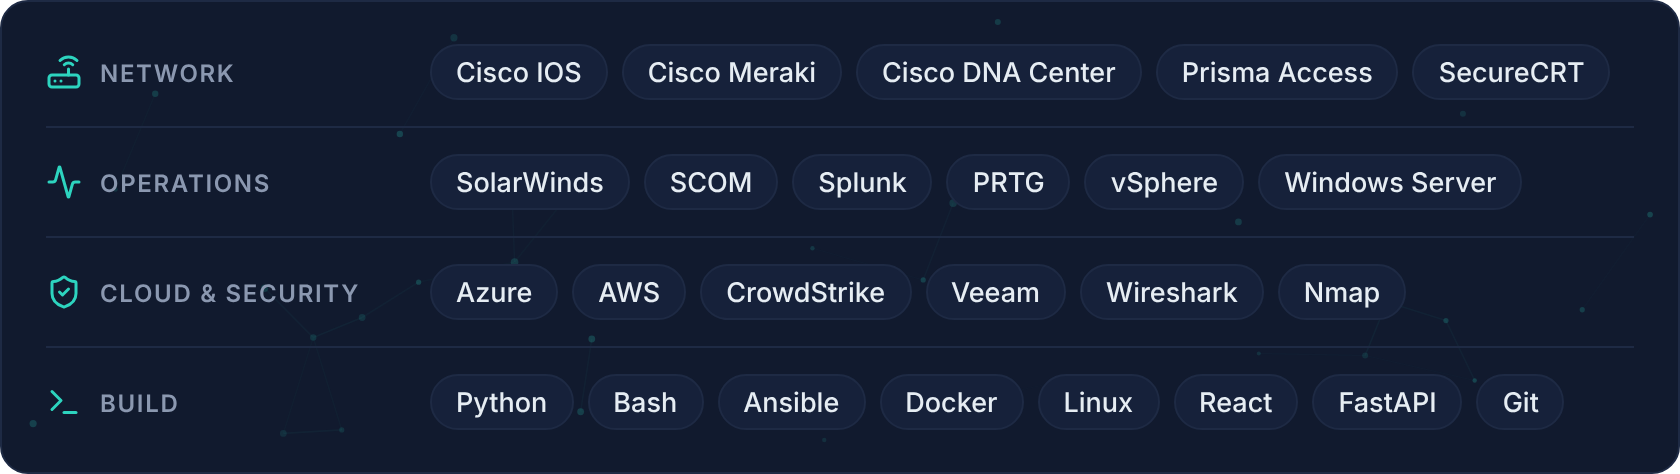 NETWORK Cisco IOS Cisco Meraki Cisco DNA Center Prisma Access SecureCRT
OPERATIONS SolarWinds SCOM Splunk PRTG vSphere Windows Server
CLOUD & SECURITY Azure AWS CrowdStrike Veeam Wireshark Nmap
BUILD Python Bash Ansible Docker Linux React FastAPI Git